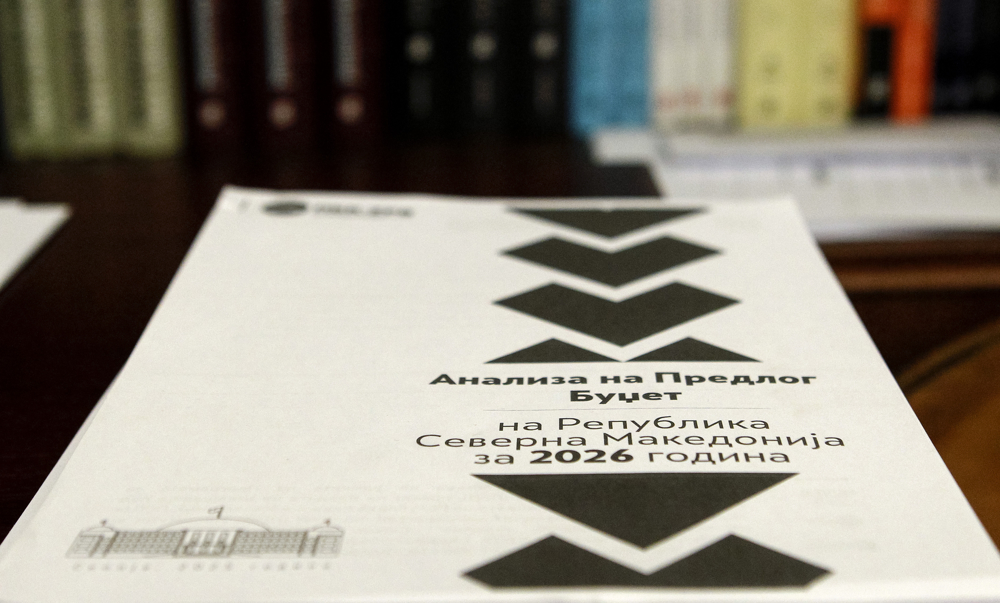 Анализа на Предлог
Буџет
на Република
Северна Македонија
за 2026 година